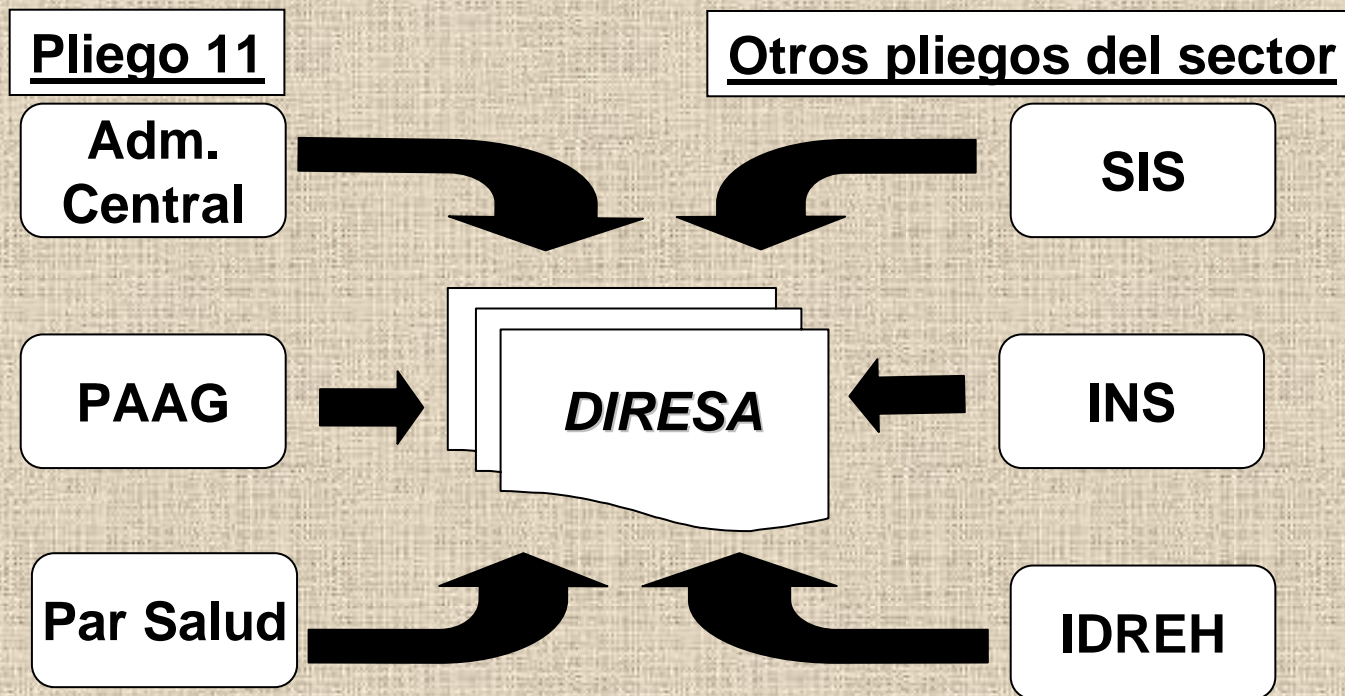 Pliego 11
Otros pliegos del sector
Adm.
Central
SIS
PAAG
DIRESA
INS
Par Salud
IDREH